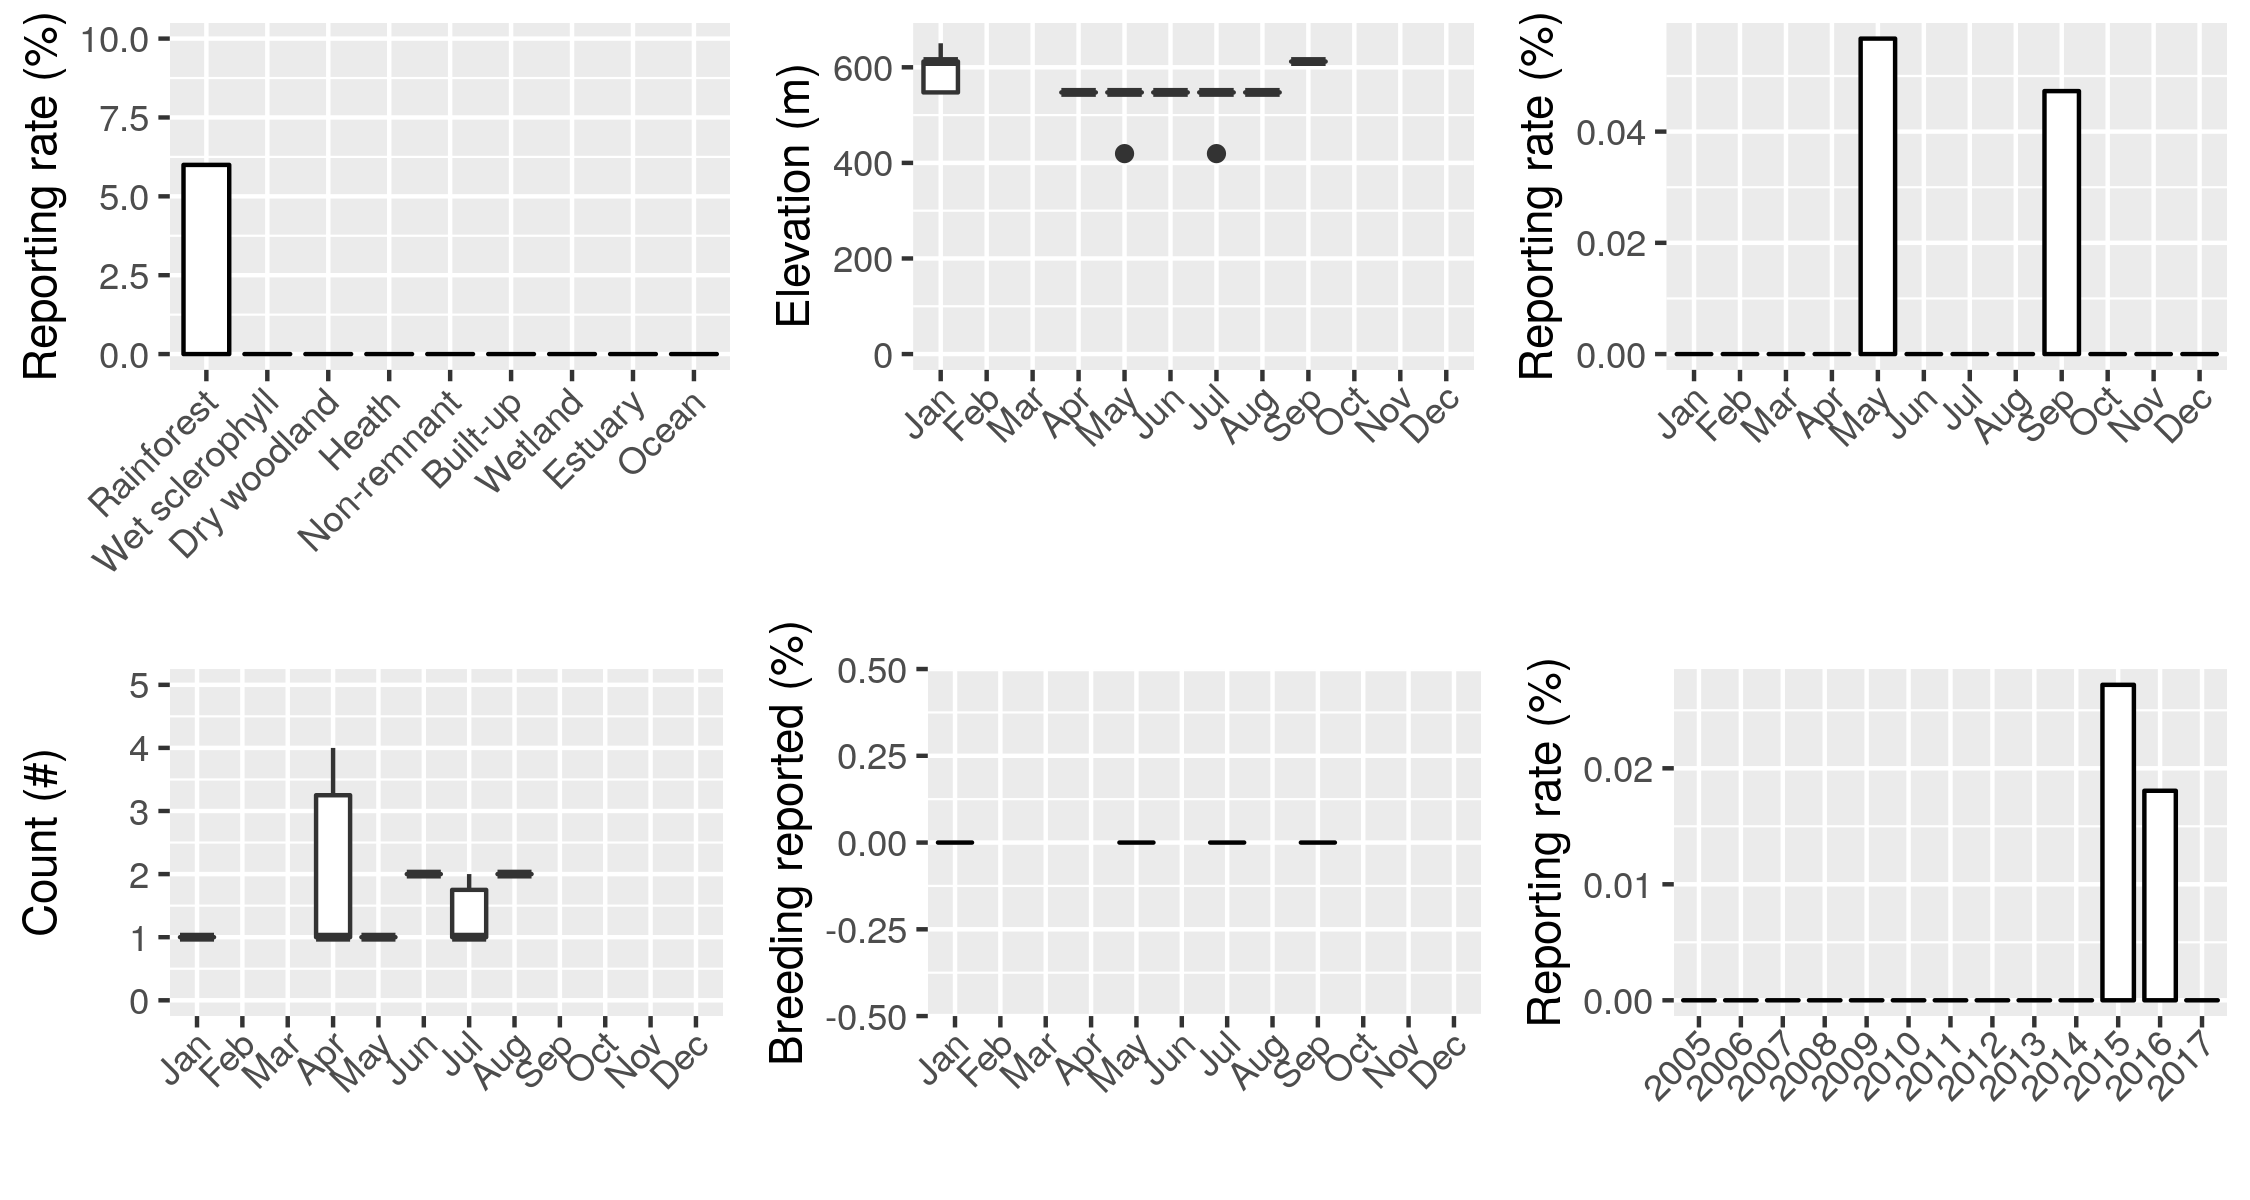 Reporting rate (%)
10.0
7.5
5.0
2.5
0.0
Rainforest
Wet sclerophyll
Dry woodland
Heath
Non-remnant
Built-up
Wetland
Estuary
Ocean
Elevation (m)
600
400
200
0
Jan
Feb
Mar
Apr
May
Jun
Jul
Aug
Sep
Oct
Nov
Dec
Reporting rate (%)
0.04
0.02
0.00
Jan
Feb
Mar
Apr
May
Jun
Jul
Aug
Sep
Oct
Nov
Dec
Count (#)
5
4
3
2
1
0
Jan
Feb
Mar
Apr
May
Jun
Jul
Aug
Sep
Oct
Nov
Dec
Breeding reported (%)
0.50
0.25
0.00
-0.25
-0.50
Jan
Feb
Mar
Apr
May
Jun
Jul
Aug
Sep
Oct
Nov
Dec
Reporting rate (%)
0.02
0.01
0.00
2005
2006
2007
2008
2009
2010
2011
2012
2013
2014
2015
2016
2017